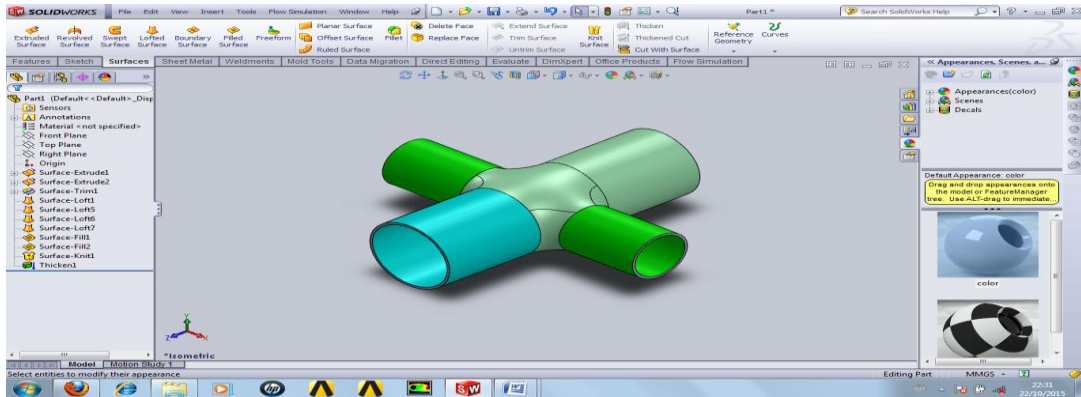 SOLIDWORKS File Edit View Insert Tools Flow Simulation Window Help Part1 * Search SolidWorks Help
Extruded Surface Revolved Surface Swept Surface Lofted Surface Boundary Surface Filled Surface Freeform
Planar Surface
Offset Surface
Ruled Surface
Fillet
Delete Face
Replace Face
Extend Surface
Trim Surface
Untrim Surface
Knit Surface
Thicken
Thickened Cut
Cut With Surface
Reference Geometry
Curves
Features Sketch Surfaces Sheet Metal Weldments Mold Tools Data Migration Direct Editing Evaluate DimXpert Office Products Flow Simulation
Part1 (Default<<Default>_Disp
Sensors
Annotations
Material <not specified>
Front Plane
Top Plane
Right Plane
Origin
Surface-Extrude1
Surface-Extrude2
Surface-Trim1
Surface-Loft1
Surface-Loft5
Surface-Loft6
Surface-Loft7
Surface-Fill1
Surface-Fill2
Surface-Knit1
Thicken1
*Isometric
Appearances, Scenes, a...
Appearances(color)
Scenes
Decals
Default Appearance: color
Drag and drop appearances onto
the model or FeatureManager
tree. Use ALT-drag to immediate...
color
Model Motion Study 1
Select entities to modify their appearance Editing Part MMGS
22:31
22/10/2015